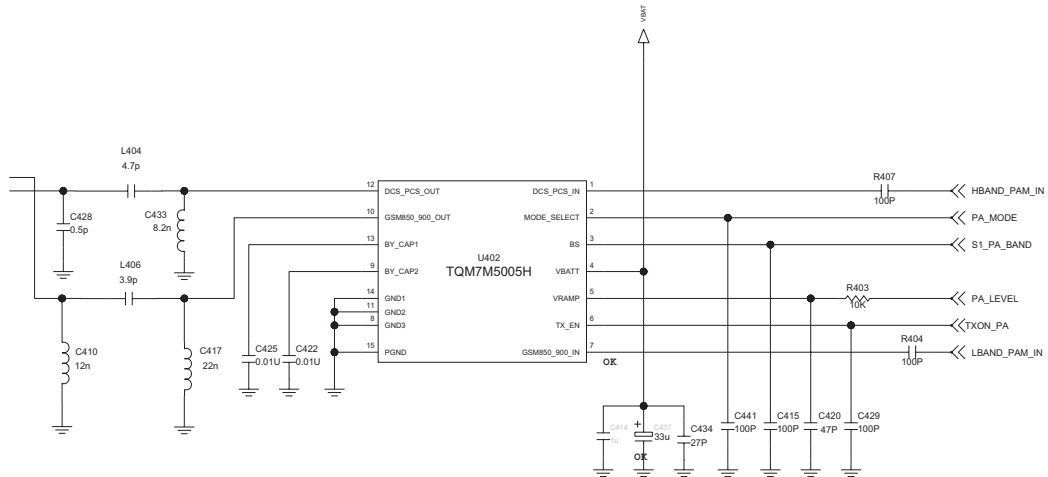 VBAT
L404
4.7p
R407
100P
12 DCS_PCS_OUT
DCS_PCS_IN 1
HBAND_PAM_IN
C428
0.5p
C433
8.2n
10 GSM850_900_OUT
MODE_SELECT 2
PA_MODE
13 BY_CAP1
BS 3
S1_PA_BAND
L406
3.9p
9 BY_CAP2
U402
TQM7M5005H
VBATT 4
14 GND1
11 GND2
8 GND3
VRAMP 5
R403
10K
PA_LEVEL
TX_EN 6
TXON_PA
15 PGND
GSM850_900_IN 7
OK
R404
100P
LBAND_PAM_IN
C410
12n
C417
22n
C425
0.01U
C422
0.01U
C414
+
C437
33u
OK
C434
27P
C441
100P
C415
100P
C420
47P
C429
100P